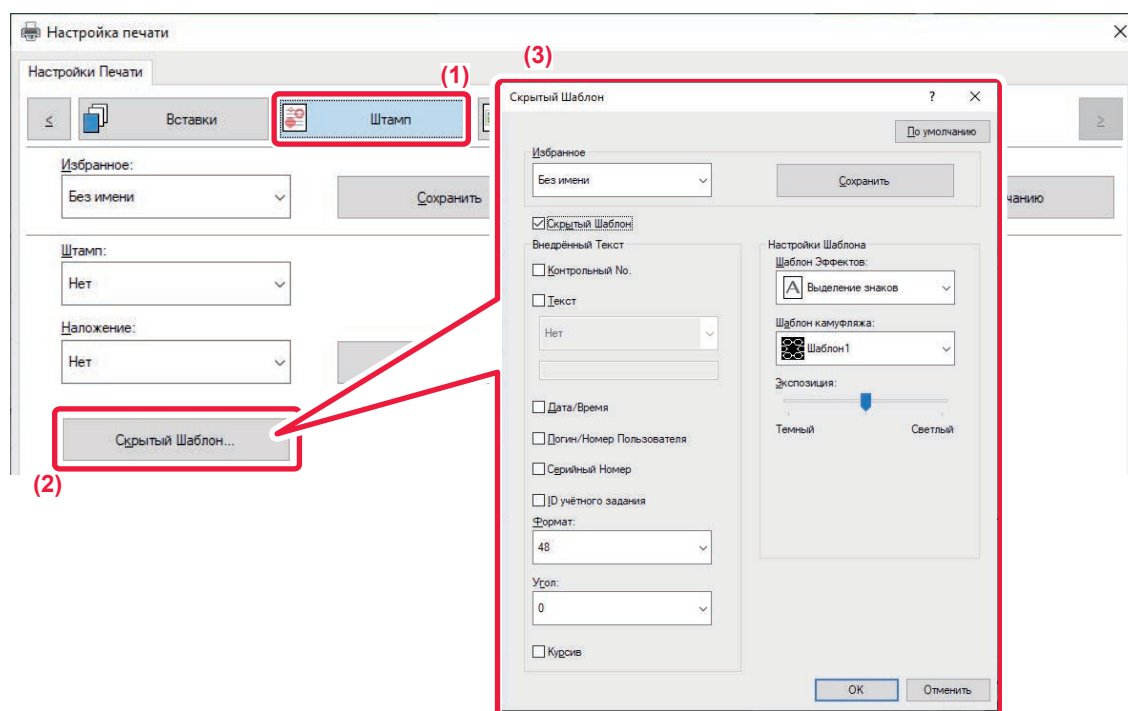 Настройка печати
Настройки Печати
(1)
(3)
<
Вставки
Штамп
>
Избранное:
Без имени
Сохранить
чанию
Штамп:
Нет
Наложение:
Нет
Скрытый Шаблон...
(2)
Скрытый Шаблон
?
По умолчанию
Избранное
Без имени
Сохранить
Скрытый Шаблон
Внедрённый Текст
Контрольный No.
Текст
Нет
Дата/Время
Логин/Номер Пользователя
Серийный Номер
ID учётного задания
Формат:
48
Угол:
0
Курсив
Настройки Шаблона
Шаблон Эффектов:
A Выделение знаков
Шаблон камуфляжа:
Шаблон1
Экспозиция:
Темный Светлый
OK
Отменить